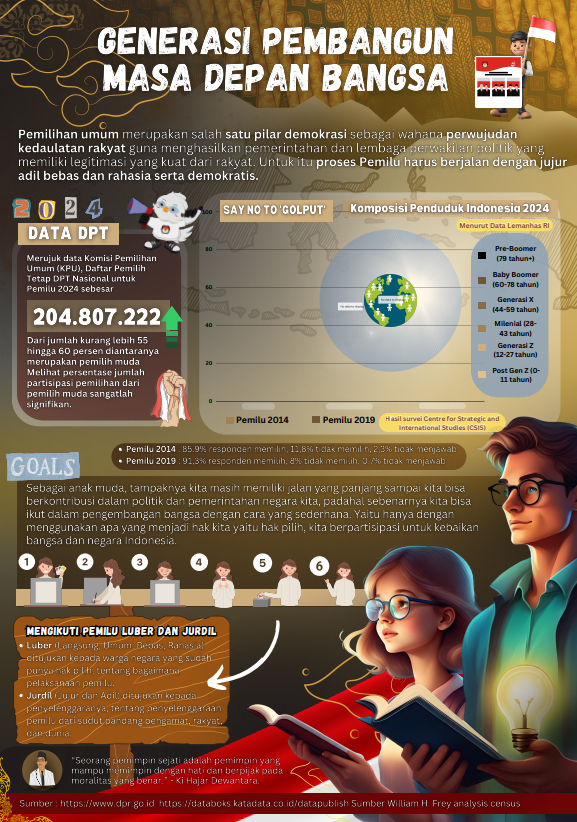 GENERASI PEMBANGUN
MASA DEPAN BANGSA
Pemilihan umum merupakan salah satu pilar demokrasi sebagai wahana perwujudan
kedaulatan rakyat guna menghasilkan pemerintahan dan lembaga perwakilan politik yang
memiliki legitimasi yang kuat dari rakyat. Untuk itu proses Pemilu harus berjalan dengan jujur
adil bebas dan rahasia serta demokratis.
2024
DATA DPT
Merujuk data Komisi Pemilihan
Umum (KPU), Daftar Pemilih
Tetap DPT Nasional untuk
Pemilu 2024 sebesar
204.807.222
Dari jumlah kurang lebih 55
hingga 60 persen diantaranya
merupakan pemilih muda
Melihat persentase jumlah
partisipasi pemilihan dari
pemilih muda sangatlah
signifikan.
SAY NO TO 'GOLPUT'
Komposisi Penduduk Indonesia 2024
Menurut Data Lemanhas RI
100
80
60
40
20
0
Pre-Boomer
(79 tahun+)
Baby Boomer
(60-78 tahun)
Generasi X
(44-59 tahun)
Milenial (28-
43 tahun)
Generasi Z
(12-27 tahun)
Post Gen Z (0-
11 tahun)
Pemilu 2014
Pemilu 2019
Hasil survei Centre for Strategic and
International Studies (CSIS)
Pemilu 2014 : 85,9% responden memilih, 11,8% tidak memilih, 2,3% tidak menjawab
Pemilu 2019 : 91,3% responden memilih, 8% tidak memilih, 0,7% tidak menjawab
GOALS
Sebagai anak muda, tampaknya kita masih memiliki jalan yang panjang sampai kita bisa
berkontribusi dalam politik dan pemerintahan negara kita, padahal sebenarnya kita bisa
ikut dalam pengembangan bangsa dengan cara yang sederhana. Yaitu hanya dengan
menggunakan apa yang menjadi hak kita yaitu hak pilih, kita berpartisipasi untuk kebaikan
bangsa dan negara Indonesia.
1 2 3 4 5 6
MENGIKUTI PEMILU LUBER DAN JURDIL
Luber (Langsung, Umum, Bebas, Rahasia)
ditujukan kepada warga negara yang sudah
punya hak pilih, tentang bagaimana
pelaksanaan pemilu.
Jurdil (Jujur dan Adil) ditujukan kepada
penyelenggaranya, tentang penyelenggaraan
pemilu dari sudut pandang pengamat, rakyat,
dan dunia.
"Seorang pemimpin sejati adalah pemimpin yang
mampu memimpin dengan hati dan berpijak pada
moralitas yang benar." - Ki Hajar Dewantara.
Sumber : https://www.dpr.go.id https://databoks.katadata.co.id/datapublish Sumber William H. Frey analysis census